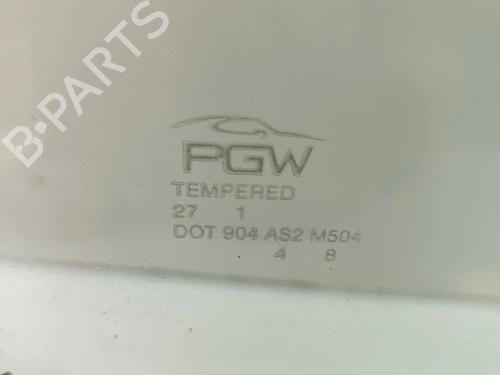 B-PARTS
PGW
TEMPERED
27 1
DOT 904 AS2 M504
4 8